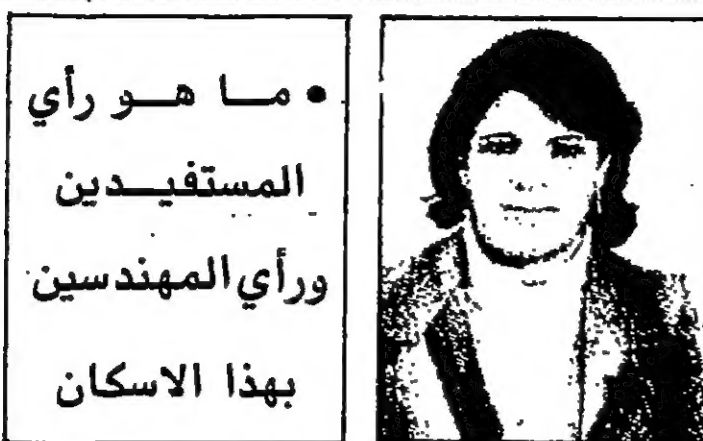 • ما هو رأي
المستفيدين
ورأي المهندسين
بهذا الاسكان